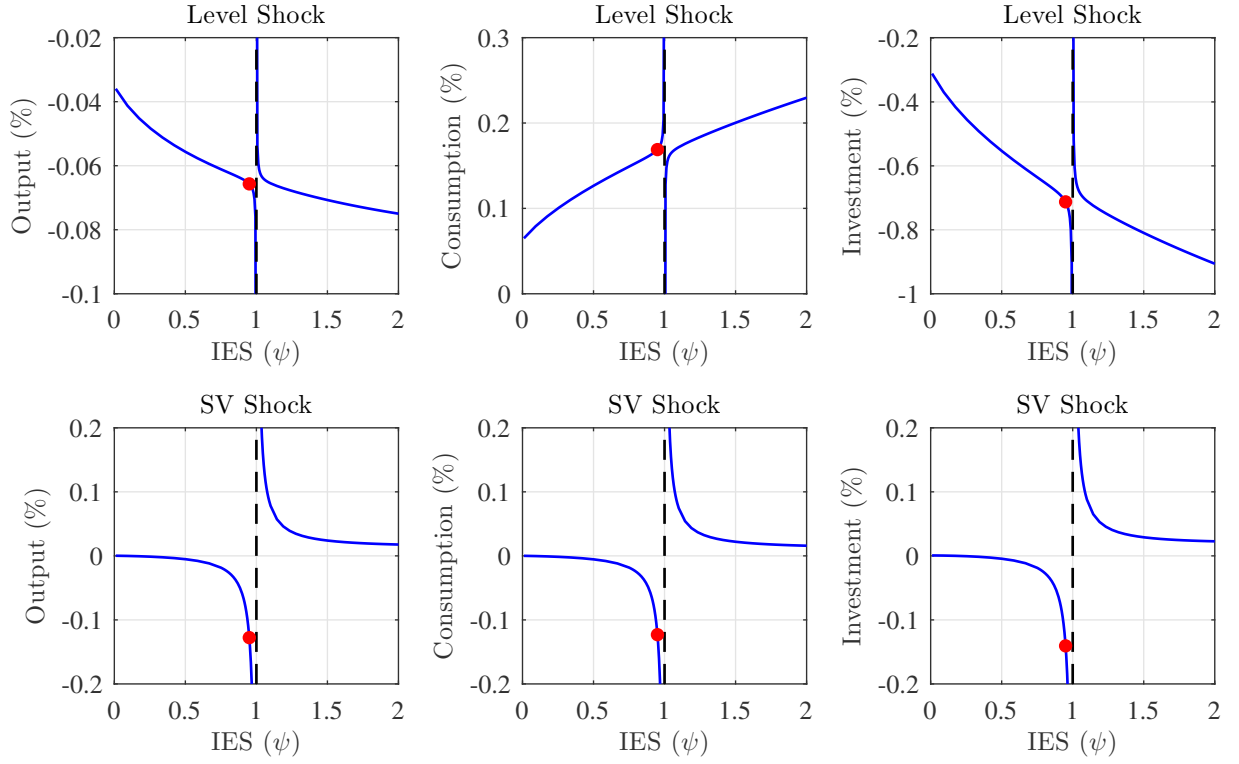 Level Shock
Output (%)
-0.02
-0.04
-0.06
-0.08
-0.1
0 0.5 1 1.5 2
IES (ψ)
Level Shock
Consumption (%)
0.3
0.2
0.1
0
0 0.5 1 1.5 2
IES (ψ)
Level Shock
Investment (%)
-0.2
-0.4
-0.6
-0.8
-1
0 0.5 1 1.5 2
IES (ψ)
SV Shock
Output (%)
0.2
0.1
0
-0.1
-0.2
0 0.5 1 1.5 2
IES (ψ)
SV Shock
Consumption (%)
0.2
0.1
0
-0.1
-0.2
0 0.5 1 1.5 2
IES (ψ)
SV Shock
Investment (%)
0.2
0.1
0
-0.1
-0.2
0 0.5 1 1.5 2
IES (ψ)